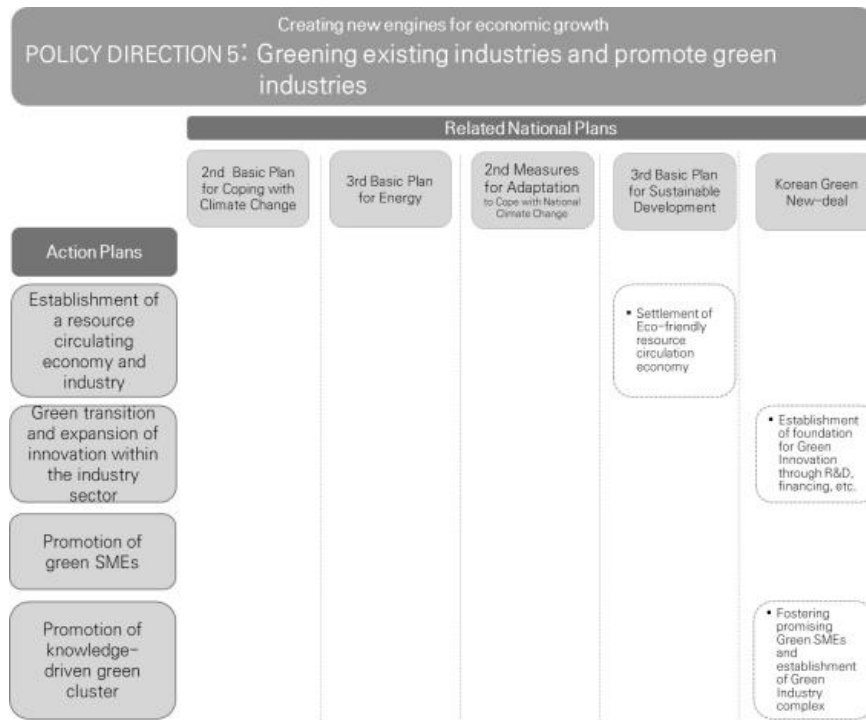 Creating new engines for economic growth
POLICY DIRECTION 5: Greening existing industries and promote green
industries
Related National Plans
2nd Basic Plan
for Coping with
Climate Change
3rd Basic Plan
for Energy
2nd Measures
for Adaptation
to Cope with National
Climate Change
3rd Basic Plan
for Sustainable
Development
Korean Green
New-deal
Action Plans
Establishment of
a resource
circulating
economy and
industry
▪ Settlement of
Eco-friendly
resource
circulation
economy
Green transition
and expansion of
innovation within
the industry
sector
▪ Establishment
of foundation
for Green
Innovation
through R&D,
financing, etc.
Promotion of
green SMEs
Promotion of
knowledge-
driven green
cluster
▪ Fostering
promising
Green SMEs
and
establishment
of Green
Industry
complex